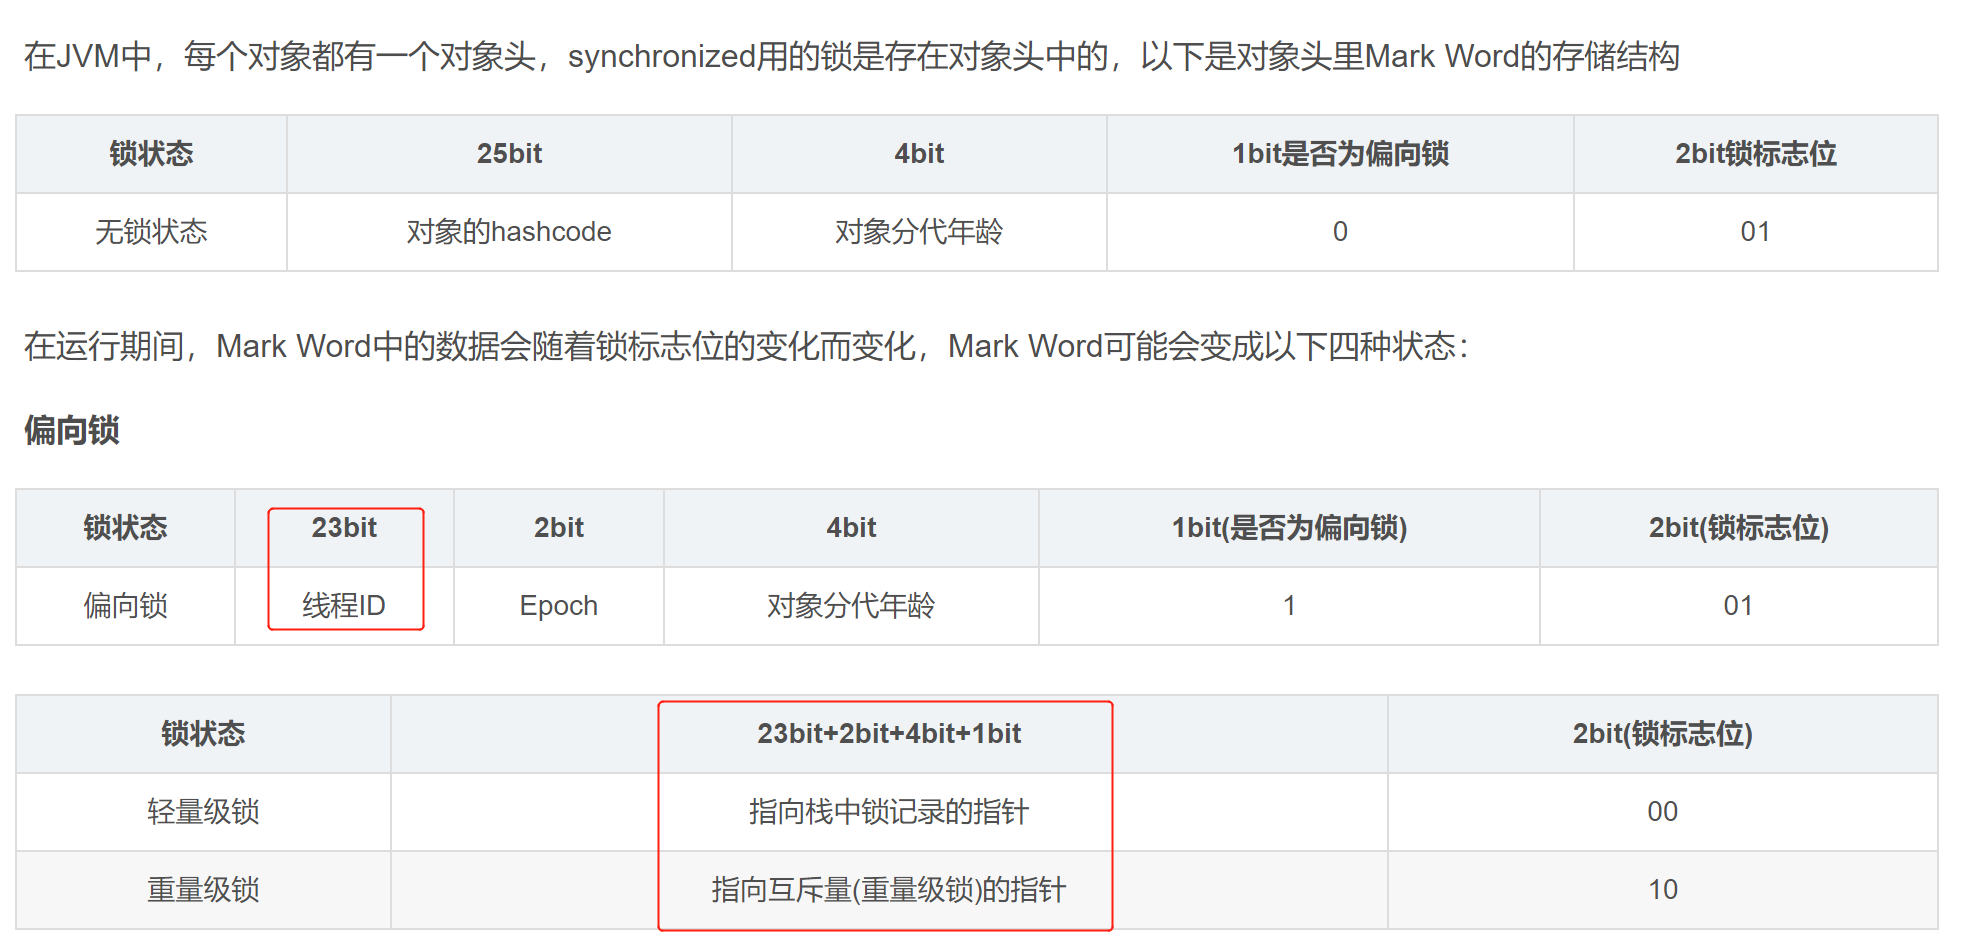 在JVM中，每个对象都有一个对象头，synchronized用的锁是存在对象头中的，以下是对象头里Mark Word的存储结构
锁状态 25bit 4bit 1bit是否为偏向锁 2bit锁标志位
无锁状态 对象的hashcode 对象分代年龄 0 01
在运行期间，Mark Word中的数据会随着锁标志位的变化而变化，Mark Word可能会变成以下四种状态：
偏向锁
锁状态 23bit 2bit 4bit 1bit(是否为偏向锁) 2bit(锁标志位)
偏向锁 线程ID Epoch 对象分代年龄 1 01
锁状态 23bit+2bit+4bit+1bit 2bit(锁标志位)
轻量级锁 指向栈中锁记录的指针 00
重量级锁 指向互斥量(重量级锁)的指针 10